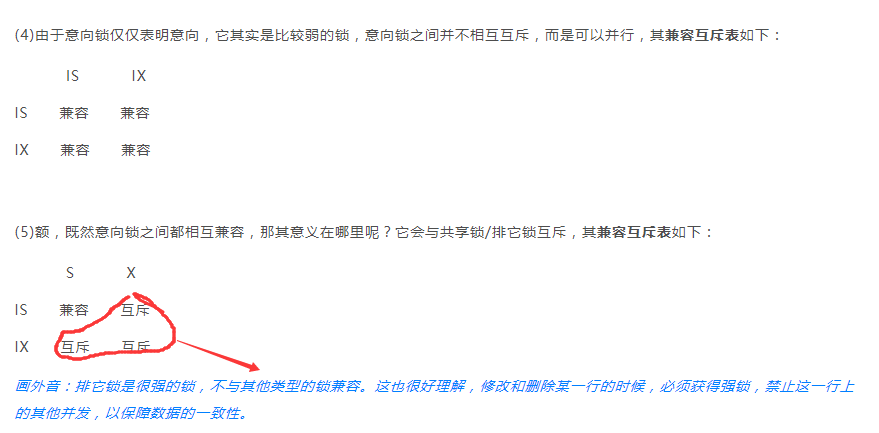 (4)由于意向锁仅仅表明意向，它其实是比较弱的锁，意向锁之间并不相互互斥，而是可以并行，其兼容互斥表如下：
IS IX
IS 兼容 兼容
IX 兼容 兼容
(5)额，既然意向锁之间都相互兼容，那其意义在哪里呢？它会与共享锁/排它锁互斥，其兼容互斥表如下：
S X
IS 兼容 互斥
IX 互斥 互斥
画外音：排它锁是很强的锁，不与其他类型的锁兼容。这也很好理解，修改和删除某一行的时候，必须获得强锁，禁止这一行上
的其他并发，以保障数据的一致性。